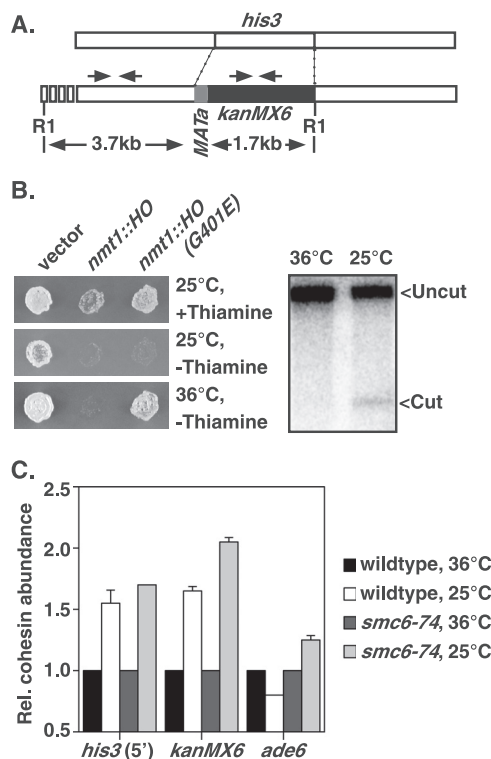 A.
his3
MATa
kanMX6
R1
R1
3.7kb
1.7kb
B.
vector
nmt1::HO
nmt1::HO
(G401E)
25°C,
+Thiamine
25°C,
-Thiamine
36°C,
-Thiamine
36°C 25°C
<Uncut
<Cut
C.
Rel. cohesin abundance
2.5
2.0
1.5
1.0
0.5
his3 (5') kanMX6 ade6
wildtype, 36°C
wildtype, 25°C
smc6-74, 36°C
smc6-74, 25°C